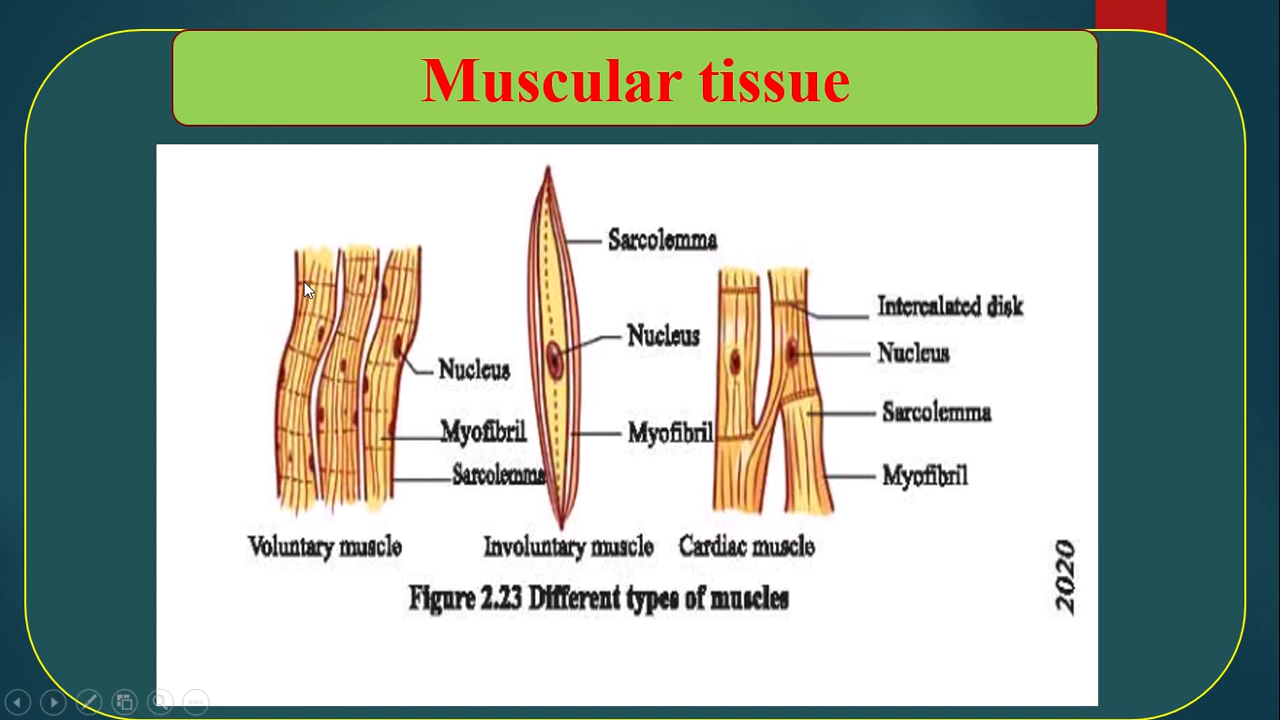 Muscular tissue
Sarcolemma
Nucleus
Myofibril
Nucleus
Myofibril
Sarcolemma
Intercalated disk
Nucleus
Sarcolemma
Myofibril
Voluntary muscle
Involuntary muscle
Cardiac muscle
Figure 2.23 Different types of muscles
2020